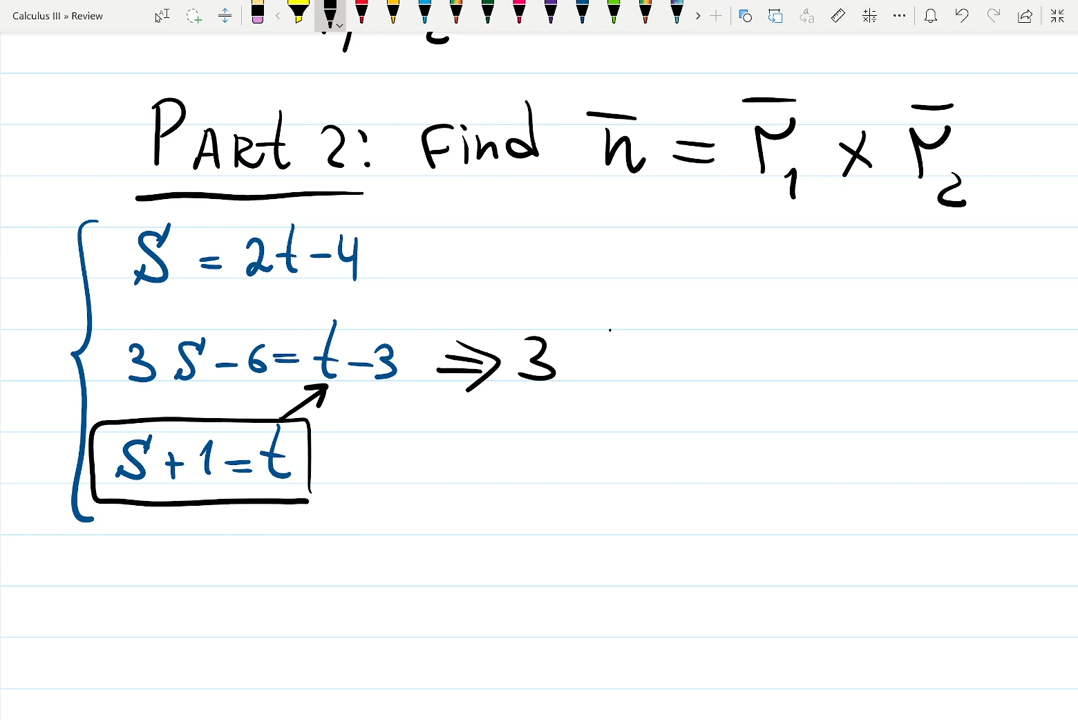 Calculus III » Review
PARt 2: Find n̅ = r̅₁ × r̅₂
S = 2t-4
3S-6=t-3 ⇒ 3
S+1=t